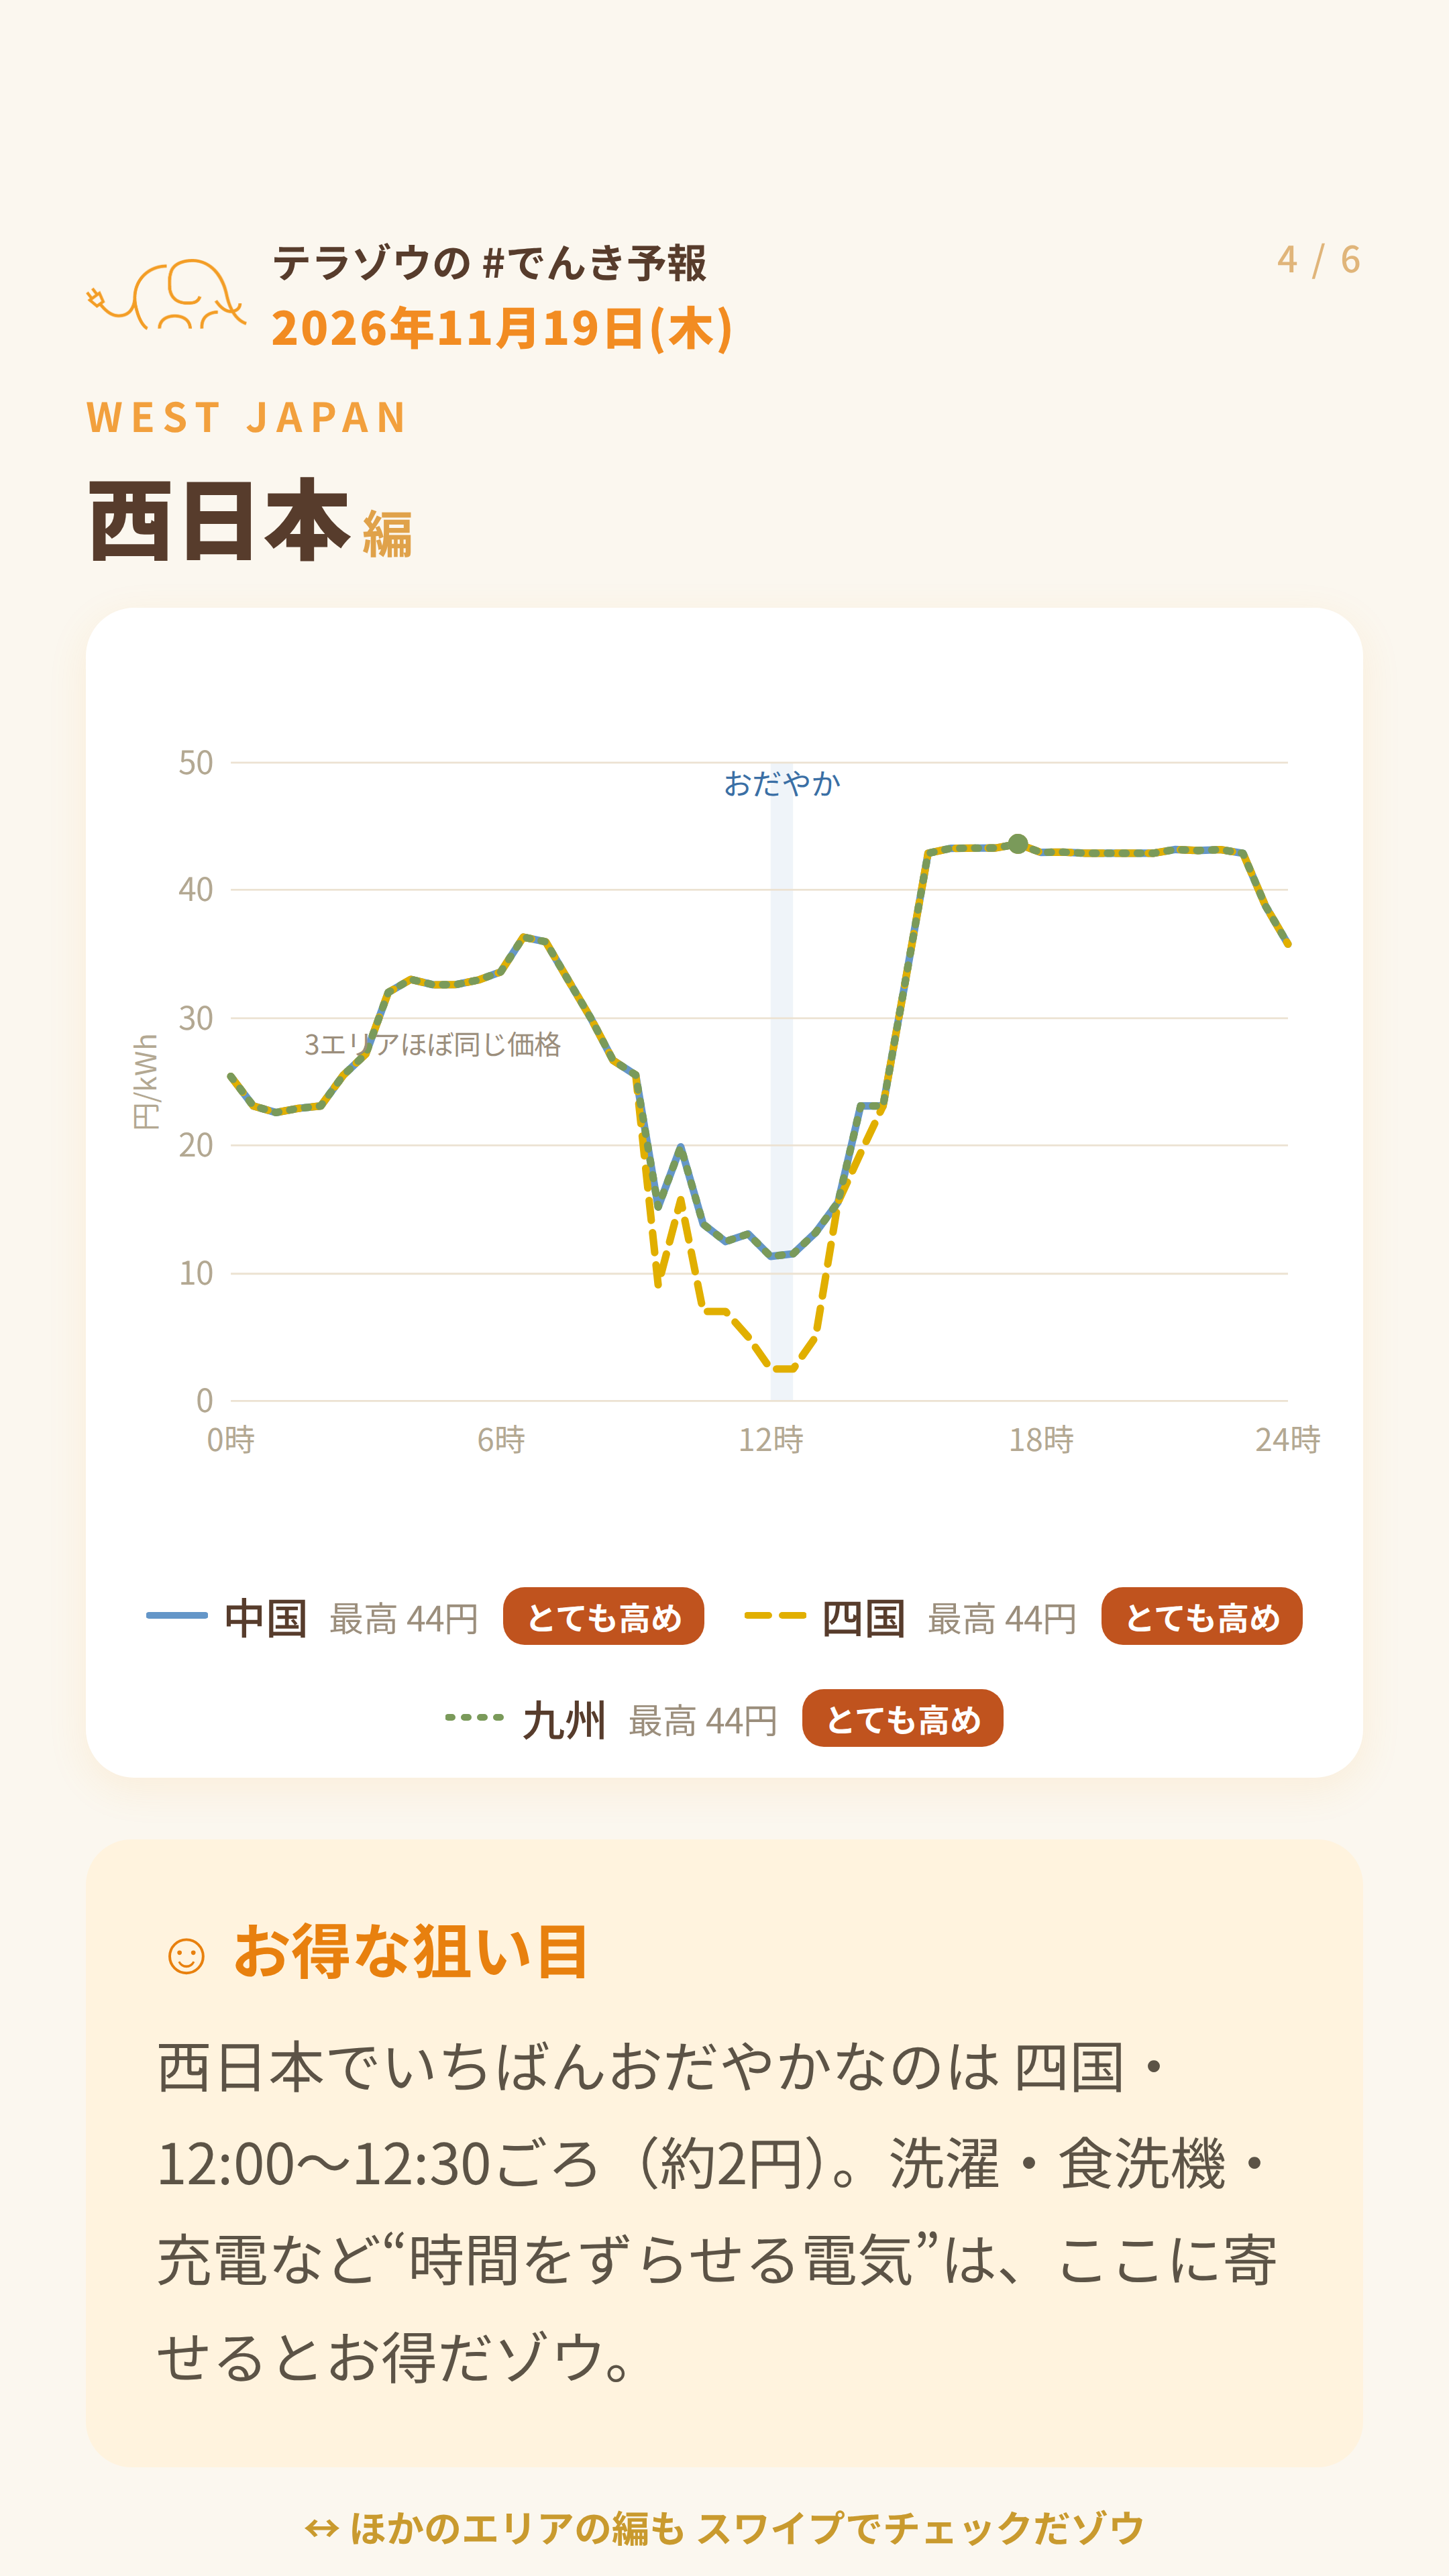 テラゾウの #でんき予報
4 / 6
2026年11月19日(木)
WEST JAPAN
西日本 編
50
おだやか
40
30
3エリアほぼ同じ価格
円/kWh
20
10
0
0時 6時 12時 18時 24時
中国 最高 44円 とても高め 四国 最高 44円 とても高め
九州 最高 44円 とても高め
☺ お得な狙い目
西日本でいちばんおだやかなのは 四国・
12:00〜12:30ごろ（約2円）。洗濯・食洗機・
充電など“時間をずらせる電気”は、ここに寄
せるとお得だゾウ。
↔ ほかのエリアの編も スワイプでチェックだゾウ